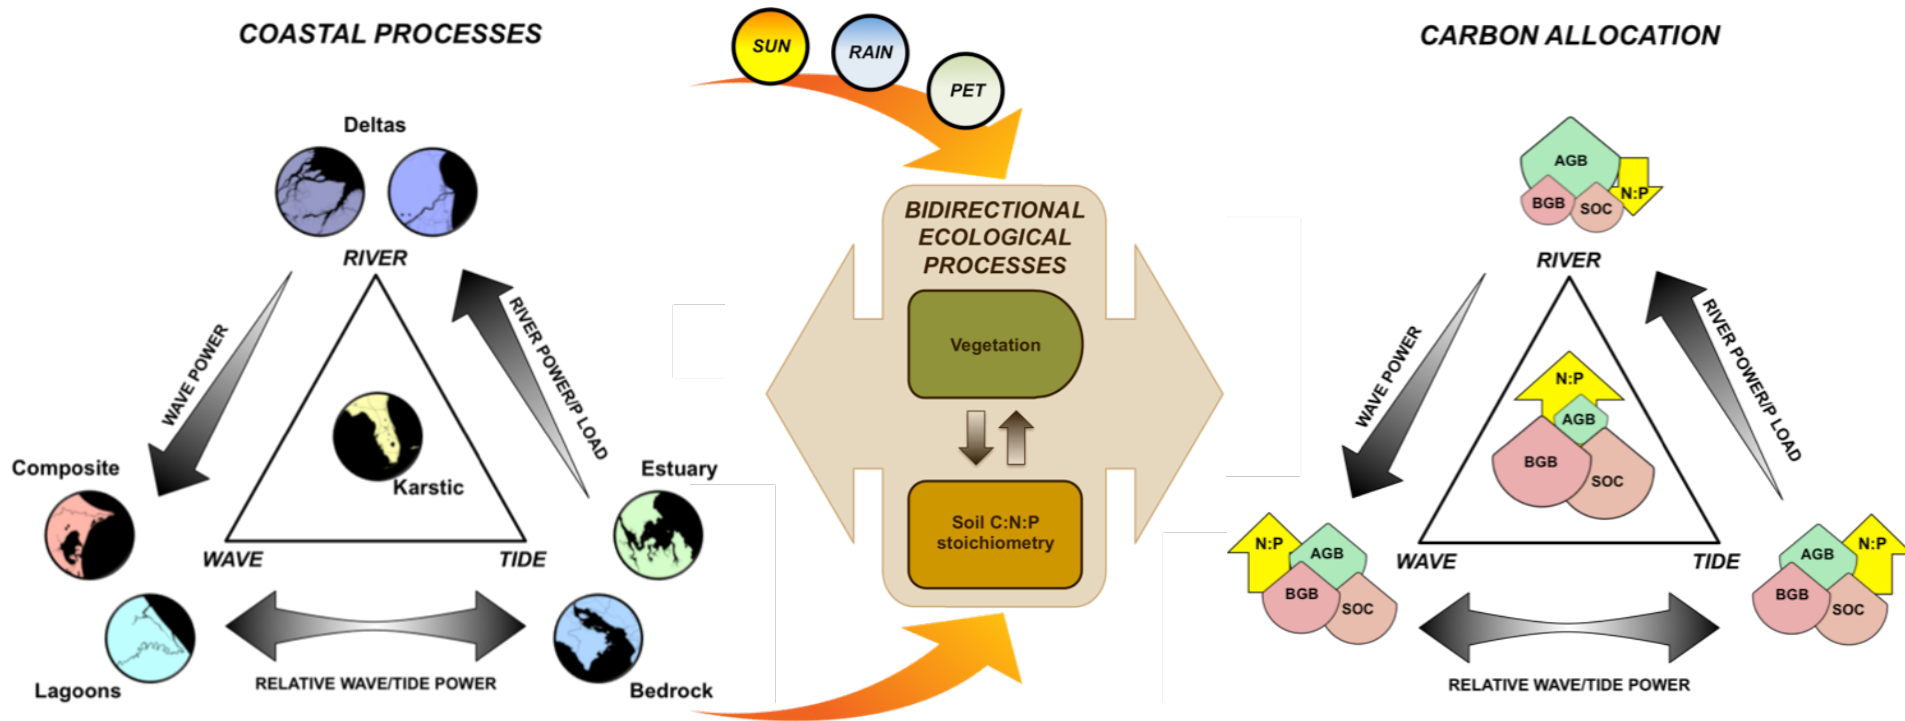 COASTAL PROCESSES
Deltas
RIVER
WAVE POWER
RIVER POWER/P LOAD
Composite
Karstic
Estuary
WAVE
TIDE
Lagoons
RELATIVE WAVE/TIDE POWER
Bedrock
SUN
RAIN
PET
BIDIRECTIONAL
ECOLOGICAL
PROCESSES
Vegetation
Soil C:N:P
stoichiometry
CARBON ALLOCATION
AGB
N:P
BGB
SOC
RIVER
WAVE POWER
RIVER POWER/P LOAD
N:P
AGB
BGB
SOC
WAVE
TIDE
N:P
AGB
BGB
SOC
AGB
N:P
BGB
SOC
RELATIVE WAVE/TIDE POWER